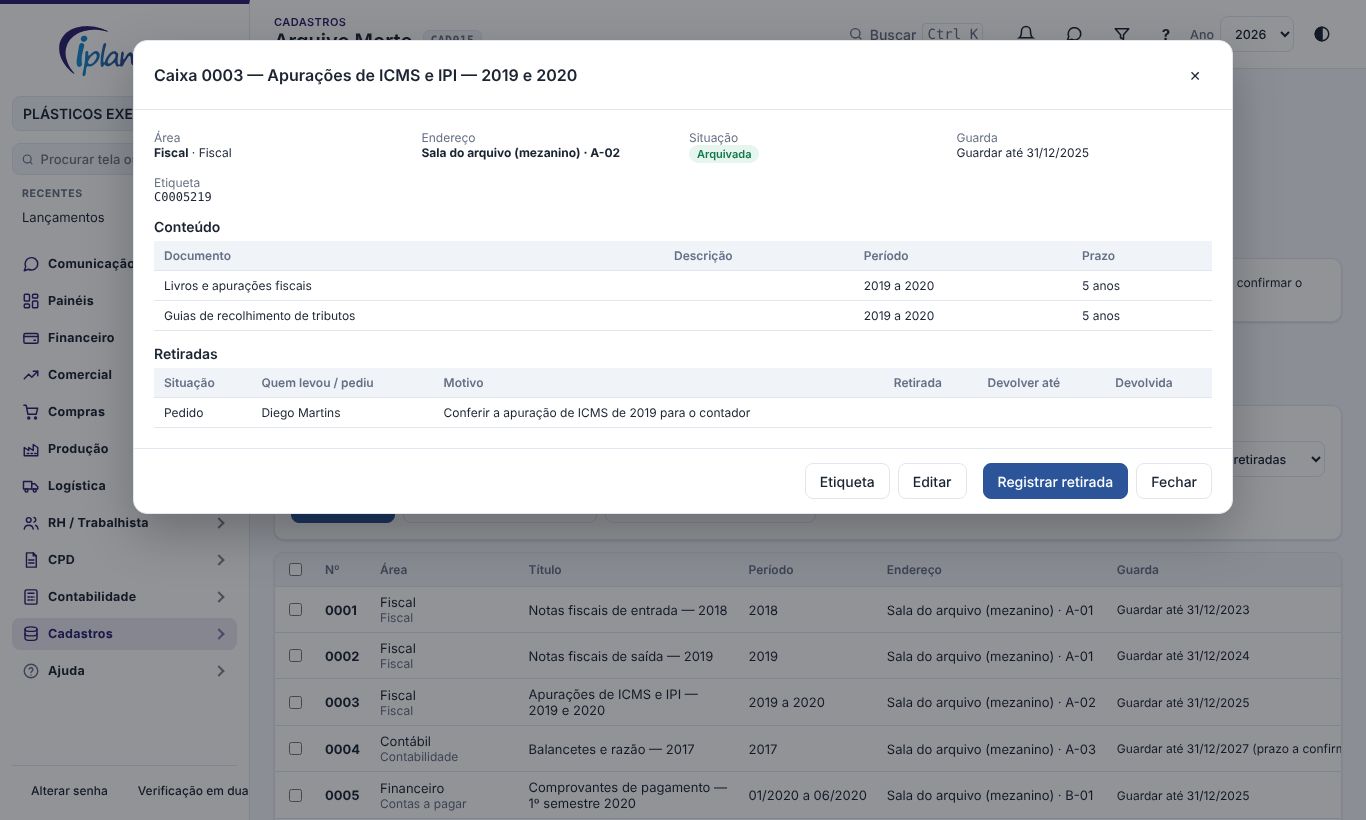 CADASTROS
Arquivo Morto CAD015
Buscar Ctrl K
Ano 2026
iplan
PLÁSTICOS EXE
Procurar tela o
RECENTES
Lançamentos
Comunicação
Painéis
Financeiro
Comercial
Compras
Produção
Logística
RH / Trabalhista
CPD
Contabilidade
Cadastros
Ajuda
Alterar senha Verificação em dua
Caixa 0003 — Apurações de ICMS e IPI — 2019 e 2020
×
Área Endereço Situação Guarda
Fiscal · Fiscal Sala do arquivo (mezanino) · A-02 Arquivada Guardar até 31/12/2025
Etiqueta
C0005219
Conteúdo
Documento Descrição Período Prazo
Livros e apurações fiscais 2019 a 2020 5 anos
Guias de recolhimento de tributos 2019 a 2020 5 anos
Retiradas
Situação Quem levou / pediu Motivo Retirada Devolver até Devolvida
Pedido Diego Martins Conferir a apuração de ICMS de 2019 para o contador
Etiqueta Editar Registrar retirada Fechar
confirmar o
retiradas
Nº Área Título Período Endereço Guarda
0001 Fiscal Notas fiscais de entrada — 2018 2018 Sala do arquivo (mezanino) · A-01 Guardar até 31/12/2023
Fiscal
0002 Fiscal Notas fiscais de saída — 2019 2019 Sala do arquivo (mezanino) · A-01 Guardar até 31/12/2024
Fiscal
0003 Fiscal Apurações de ICMS e IPI — 2019 a 2020 Sala do arquivo (mezanino) · A-02 Guardar até 31/12/2025
Fiscal 2019 e 2020
0004 Contábil Balancetes e razão — 2017 2017 Sala do arquivo (mezanino) · A-03 Guardar até 31/12/2027 (prazo a confirm
Contabilidade
0005 Financeiro Comprovantes de pagamento — 01/2020 a 06/2020 Sala do arquivo (mezanino) · B-01 Guardar até 31/12/2025
Contas a pagar 1º semestre 2020